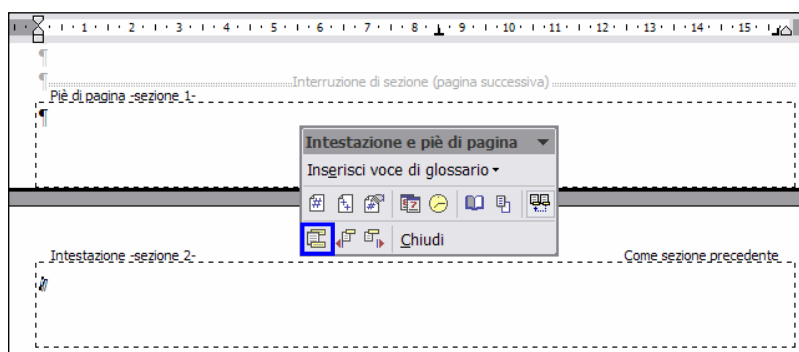 1 2 3 4 5 6 7 8 9 10 11 12 13 14 15
¶
¶ Interruzione di sezione (pagina successiva)
Piè di pagina -sezione 1-
¶
Intestazione e piè di pagina
Inserisci voce di glossario
Chiudi
Intestazione -sezione 2- Come sezione precedente